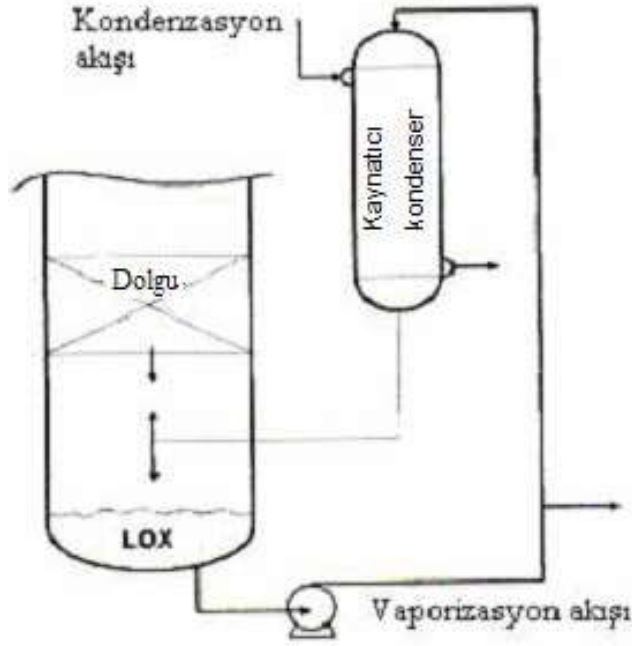 Kondenzasyon
akışı
Kaynatıcı
kondenser
Dolgu
LOX
Vaporizasyon akışı